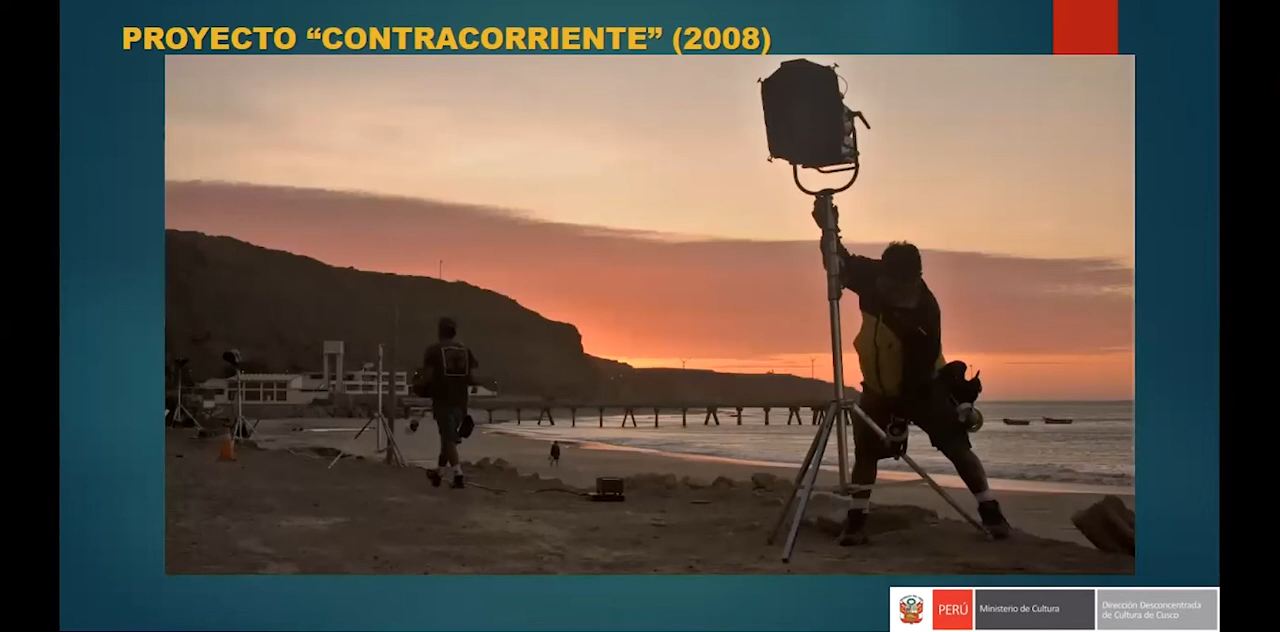 PROYECTO “CONTRACORRIENTE” (2008)
PERÚ
Ministerio de Cultura
Dirección Desconcentrada
de Cultura de Cusco